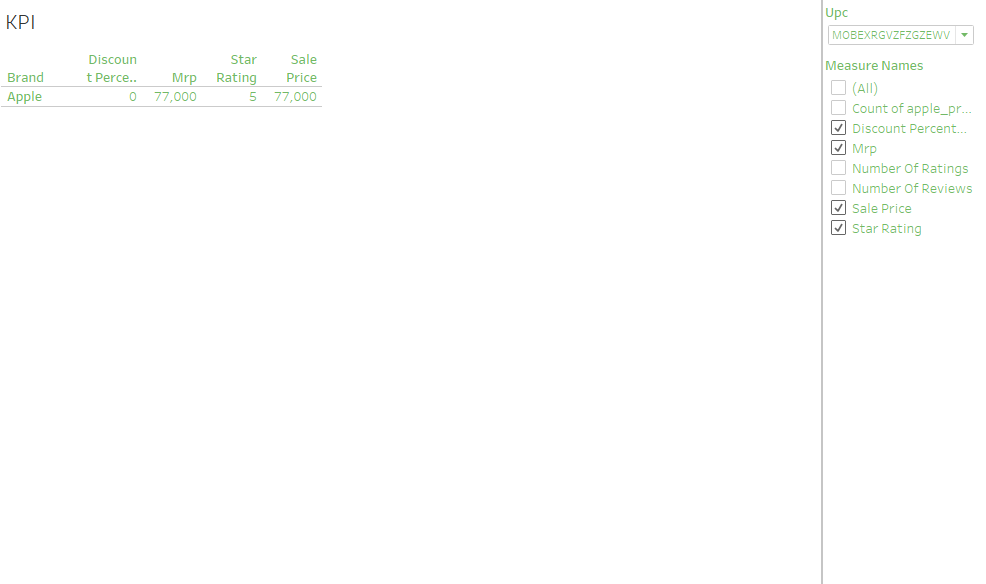 KPI
Brand Discoun t Perce.. Mrp Star Rating Sale Price
Apple 0 77,000 5 77,000
Upc
MOBEXRGVZFZGZEWV
Measure Names
(All)
Count of apple_pr...
Discount Percent...
Mrp
Number Of Ratings
Number Of Reviews
Sale Price
Star Rating